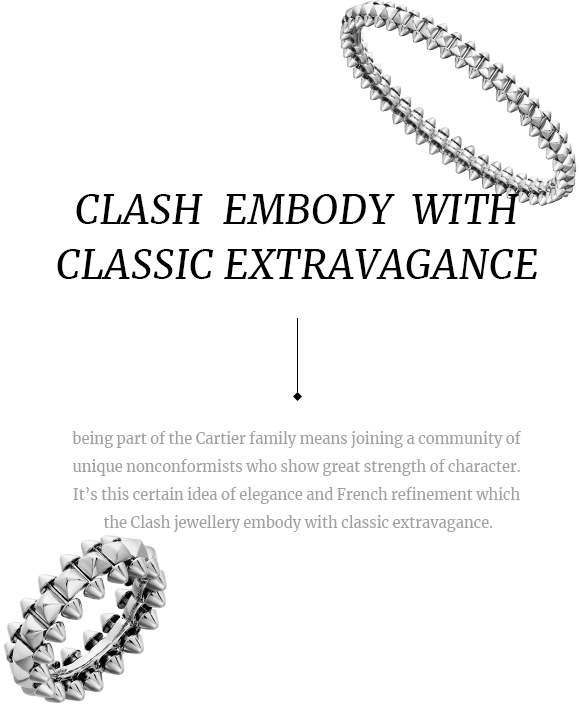 CLASH EMBODY WITH
CLASSIC EXTRAVAGANCE
being part of the Cartier family means joining a community of
unique nonconformists who show great strength of character.
It’s this certain idea of elegance and French refinement which
the Clash jewellery embody with classic extravagance.